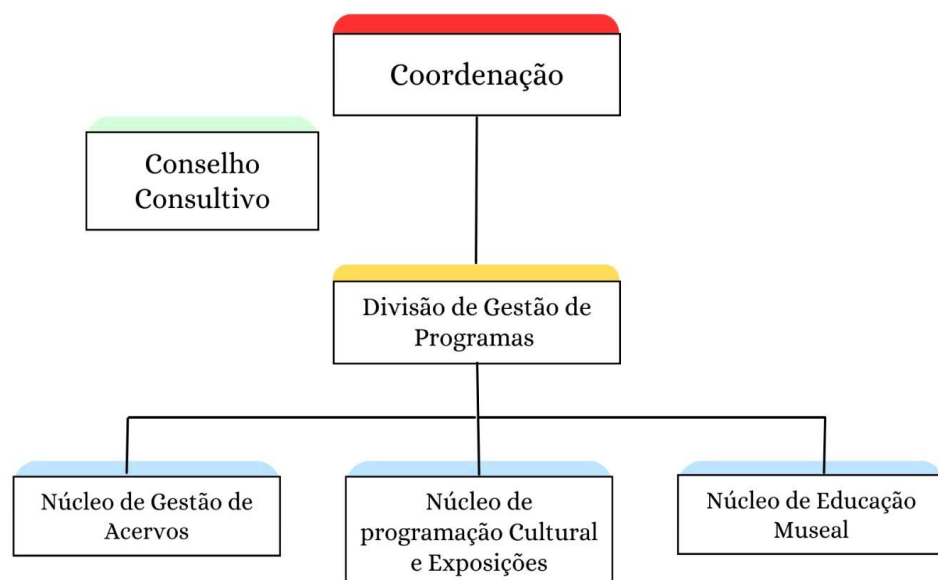 Coordenação
Conselho
Consultivo
Divisão de Gestão de
Programas
Núcleo de Gestão de
Acervos
Núcleo de
programação Cultural
e Exposições
Núcleo de Educação
Museal